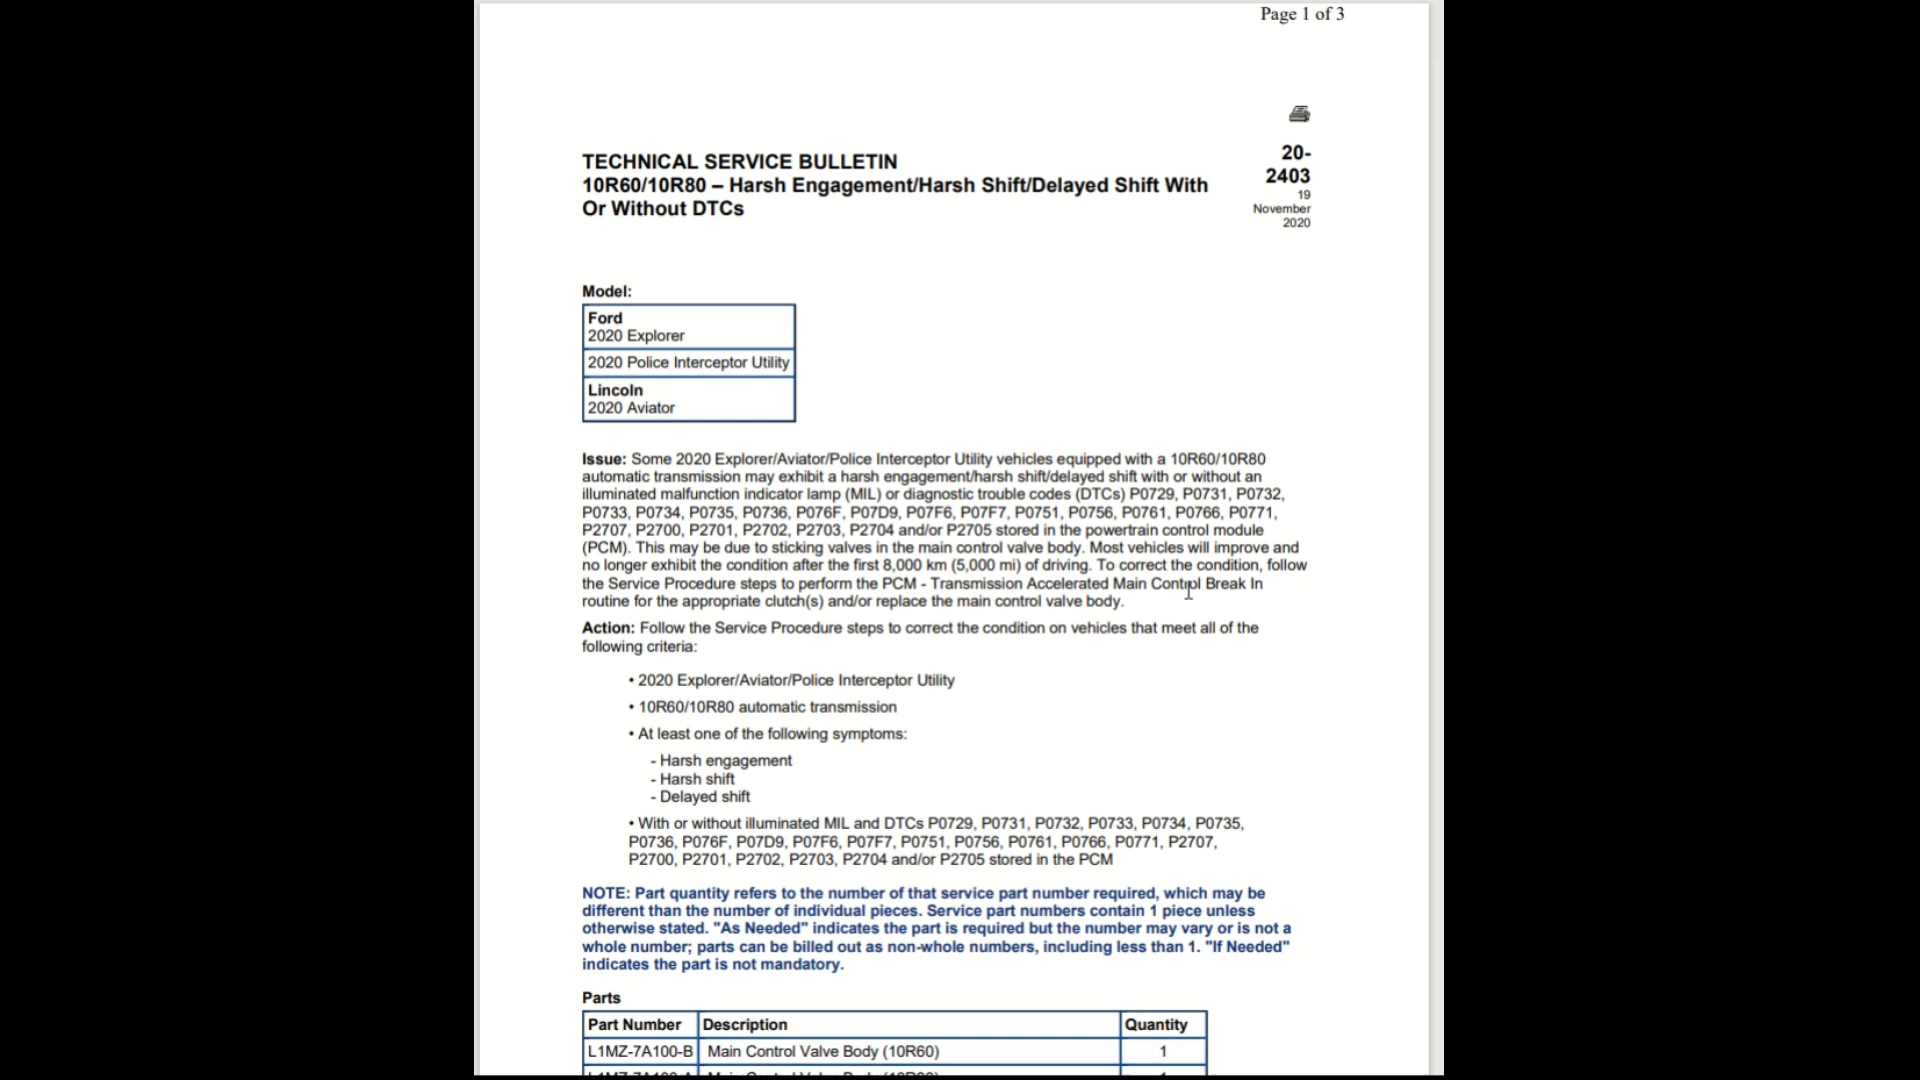 Page 1 of 3
20-
2403
19
November
2020
TECHNICAL SERVICE BULLETIN
10R60/10R80 – Harsh Engagement/Harsh Shift/Delayed Shift With
Or Without DTCs
Model:
Ford
2020 Explorer
2020 Police Interceptor Utility
Lincoln
2020 Aviator
Issue: Some 2020 Explorer/Aviator/Police Interceptor Utility vehicles equipped with a 10R60/10R80
automatic transmission may exhibit a harsh engagement/harsh shift/delayed shift with or without an
illuminated malfunction indicator lamp (MIL) or diagnostic trouble codes (DTCs) P0729, P0731, P0732,
P0733, P0734, P0735, P0736, P076F, P07D9, P07F6, P07F7, P0751, P0756, P0761, P0766, P0771,
P2707, P2700, P2701, P2702, P2703, P2704 and/or P2705 stored in the powertrain control module
(PCM). This may be due to sticking valves in the main control valve body. Most vehicles will improve and
no longer exhibit the condition after the first 8,000 km (5,000 mi) of driving. To correct the condition, follow
the Service Procedure steps to perform the PCM - Transmission Accelerated Main Control Break In
routine for the appropriate clutch(s) and/or replace the main control valve body.
Action: Follow the Service Procedure steps to correct the condition on vehicles that meet all of the
following criteria:
• 2020 Explorer/Aviator/Police Interceptor Utility
• 10R60/10R80 automatic transmission
• At least one of the following symptoms:
- Harsh engagement
- Harsh shift
- Delayed shift
• With or without illuminated MIL and DTCs P0729, P0731, P0732, P0733, P0734, P0735,
P0736, P076F, P07D9, P07F6, P07F7, P0751, P0756, P0761, P0766, P0771, P2707,
P2700, P2701, P2702, P2703, P2704 and/or P2705 stored in the PCM
NOTE: Part quantity refers to the number of that service part number required, which may be
different than the number of individual pieces. Service part numbers contain 1 piece unless
otherwise stated. "As Needed" indicates the part is required but the number may vary or is not a
whole number; parts can be billed out as non-whole numbers, including less than 1. "If Needed"
indicates the part is not mandatory.
Parts
Part Number Description Quantity
L1MZ-7A100-B Main Control Valve Body (10R60) 1